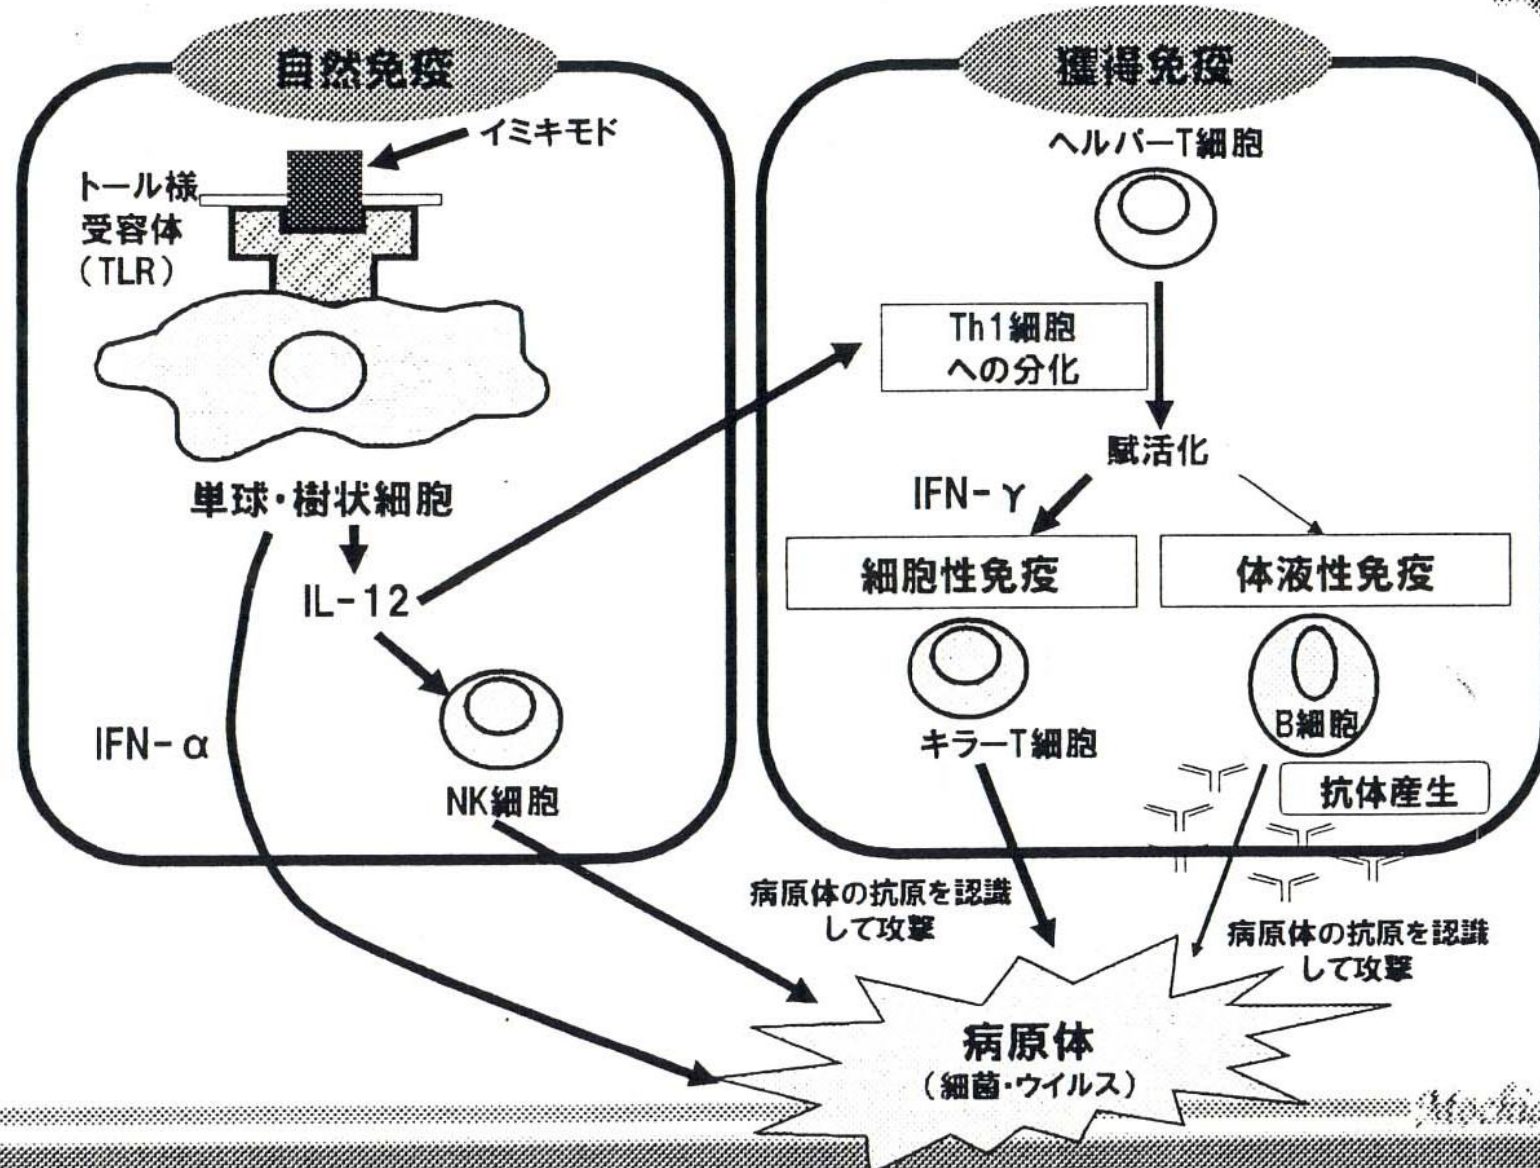 自然免疫
イミキモド
トール様
受容体
(TLR)
単球・樹状細胞
IL-12
IFN-α
NK細胞
獲得免疫
ヘルパーT細胞
Th1細胞
への分化
賦活化
IFN-γ
細胞性免疫
体液性免疫
キラーT細胞
B細胞
抗体産生
病原体の抗原を認識
して攻撃
病原体の抗原を認識
して攻撃
病原体
(細菌・ウイルス)